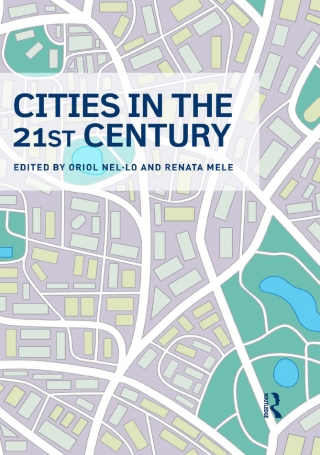 CITIES IN THE
21ST CENTURY
EDITED BY ORIOL NEL·LO AND RENATA MELE
ROUTLEDGE